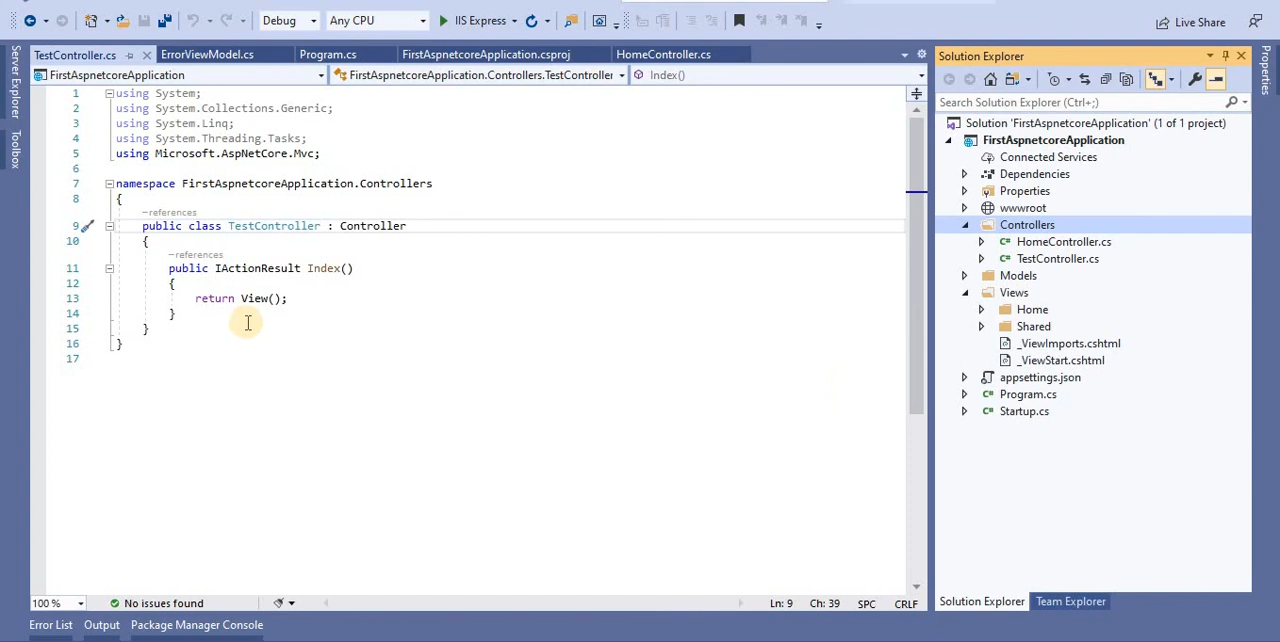 Debug Any CPU IIS Express Live Share
TestController.cs ErrorViewModel.cs Program.cs FirstAspnetcoreApplication.csproj HomeController.cs
FirstAspnetcoreApplication FirstAspnetcoreApplication.Controllers.TestController Index()
1 using System;
2 using System.Collections.Generic;
3 using System.Linq;
4 using System.Threading.Tasks;
5 using Microsoft.AspNetCore.Mvc;
6
7 namespace FirstAspnetcoreApplication.Controllers
8 {
–references
9 public class TestController : Controller
10 {
–references
11 public IActionResult Index()
12 {
13 return View();
14 }
15 }
16 }
17
100 % No issues found Ln: 9 Ch: 39 SPC CRLF
Error List Output Package Manager Console
Server Explorer
Toolbox
Solution Explorer
Search Solution Explorer (Ctrl+;)
Solution 'FirstAspnetcoreApplication' (1 of 1 project)
FirstAspnetcoreApplication
Connected Services
Dependencies
Properties
wwwroot
Controllers
HomeController.cs
TestController.cs
Models
Views
Home
Shared
_ViewImports.cshtml
_ViewStart.cshtml
appsettings.json
Program.cs
Startup.cs
Solution Explorer Team Explorer
Properties